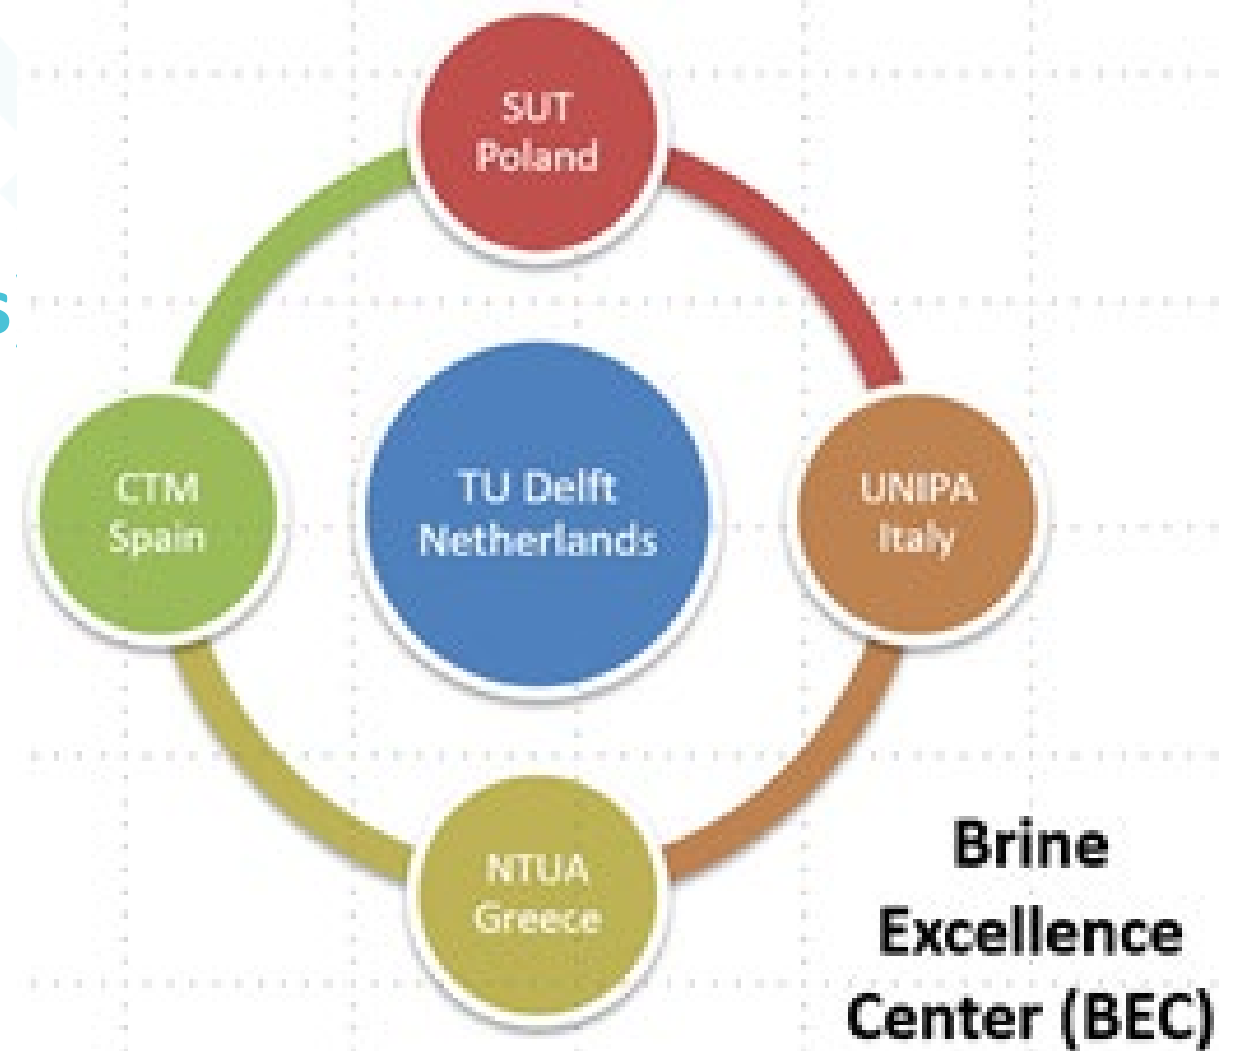 SUT
Poland
CTM
Spain
TU Delft
Netherlands
UNIPA
Italy
NTUA
Greece
Brine
Excellence
Center (BEC)
s